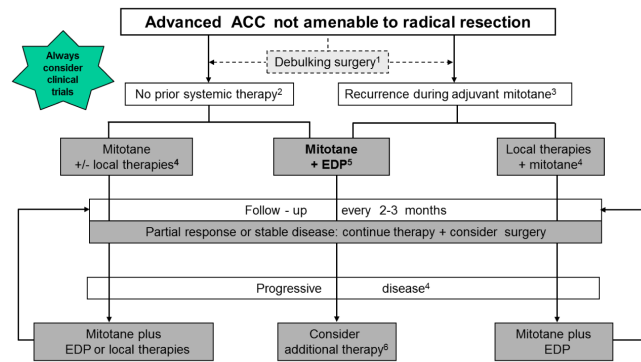 Advanced ACC not amenable to radical resection
Always
consider
clinical
trials
Debulking surgery¹
No prior systemic therapy²
Recurrence during adjuvant mitotane³
Mitotane
+/- local therapies⁴
Mitotane
+ EDP⁵
Local therapies
+ mitotane⁴
Follow - up every 2-3 months
Partial response or stable disease: continue therapy + consider surgery
Progressive disease⁴
Mitotane plus
EDP or local therapies
Consider
additional therapy⁶
Mitotane plus
EDP